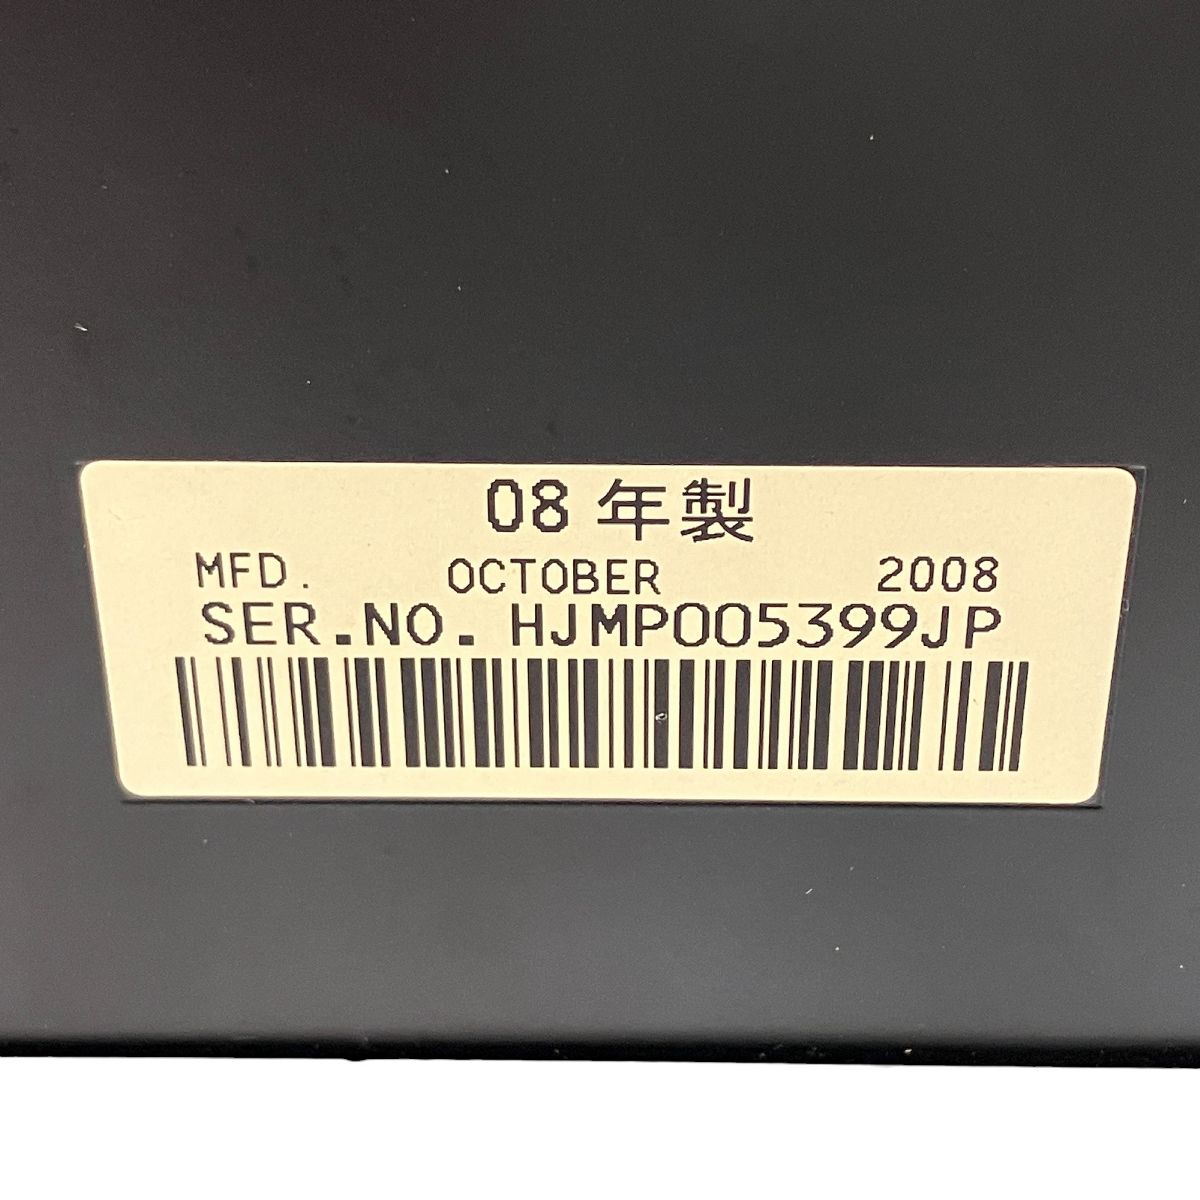 08 年製
MFD. OCTOBER 2008
SER.NO. HJMP005399JP